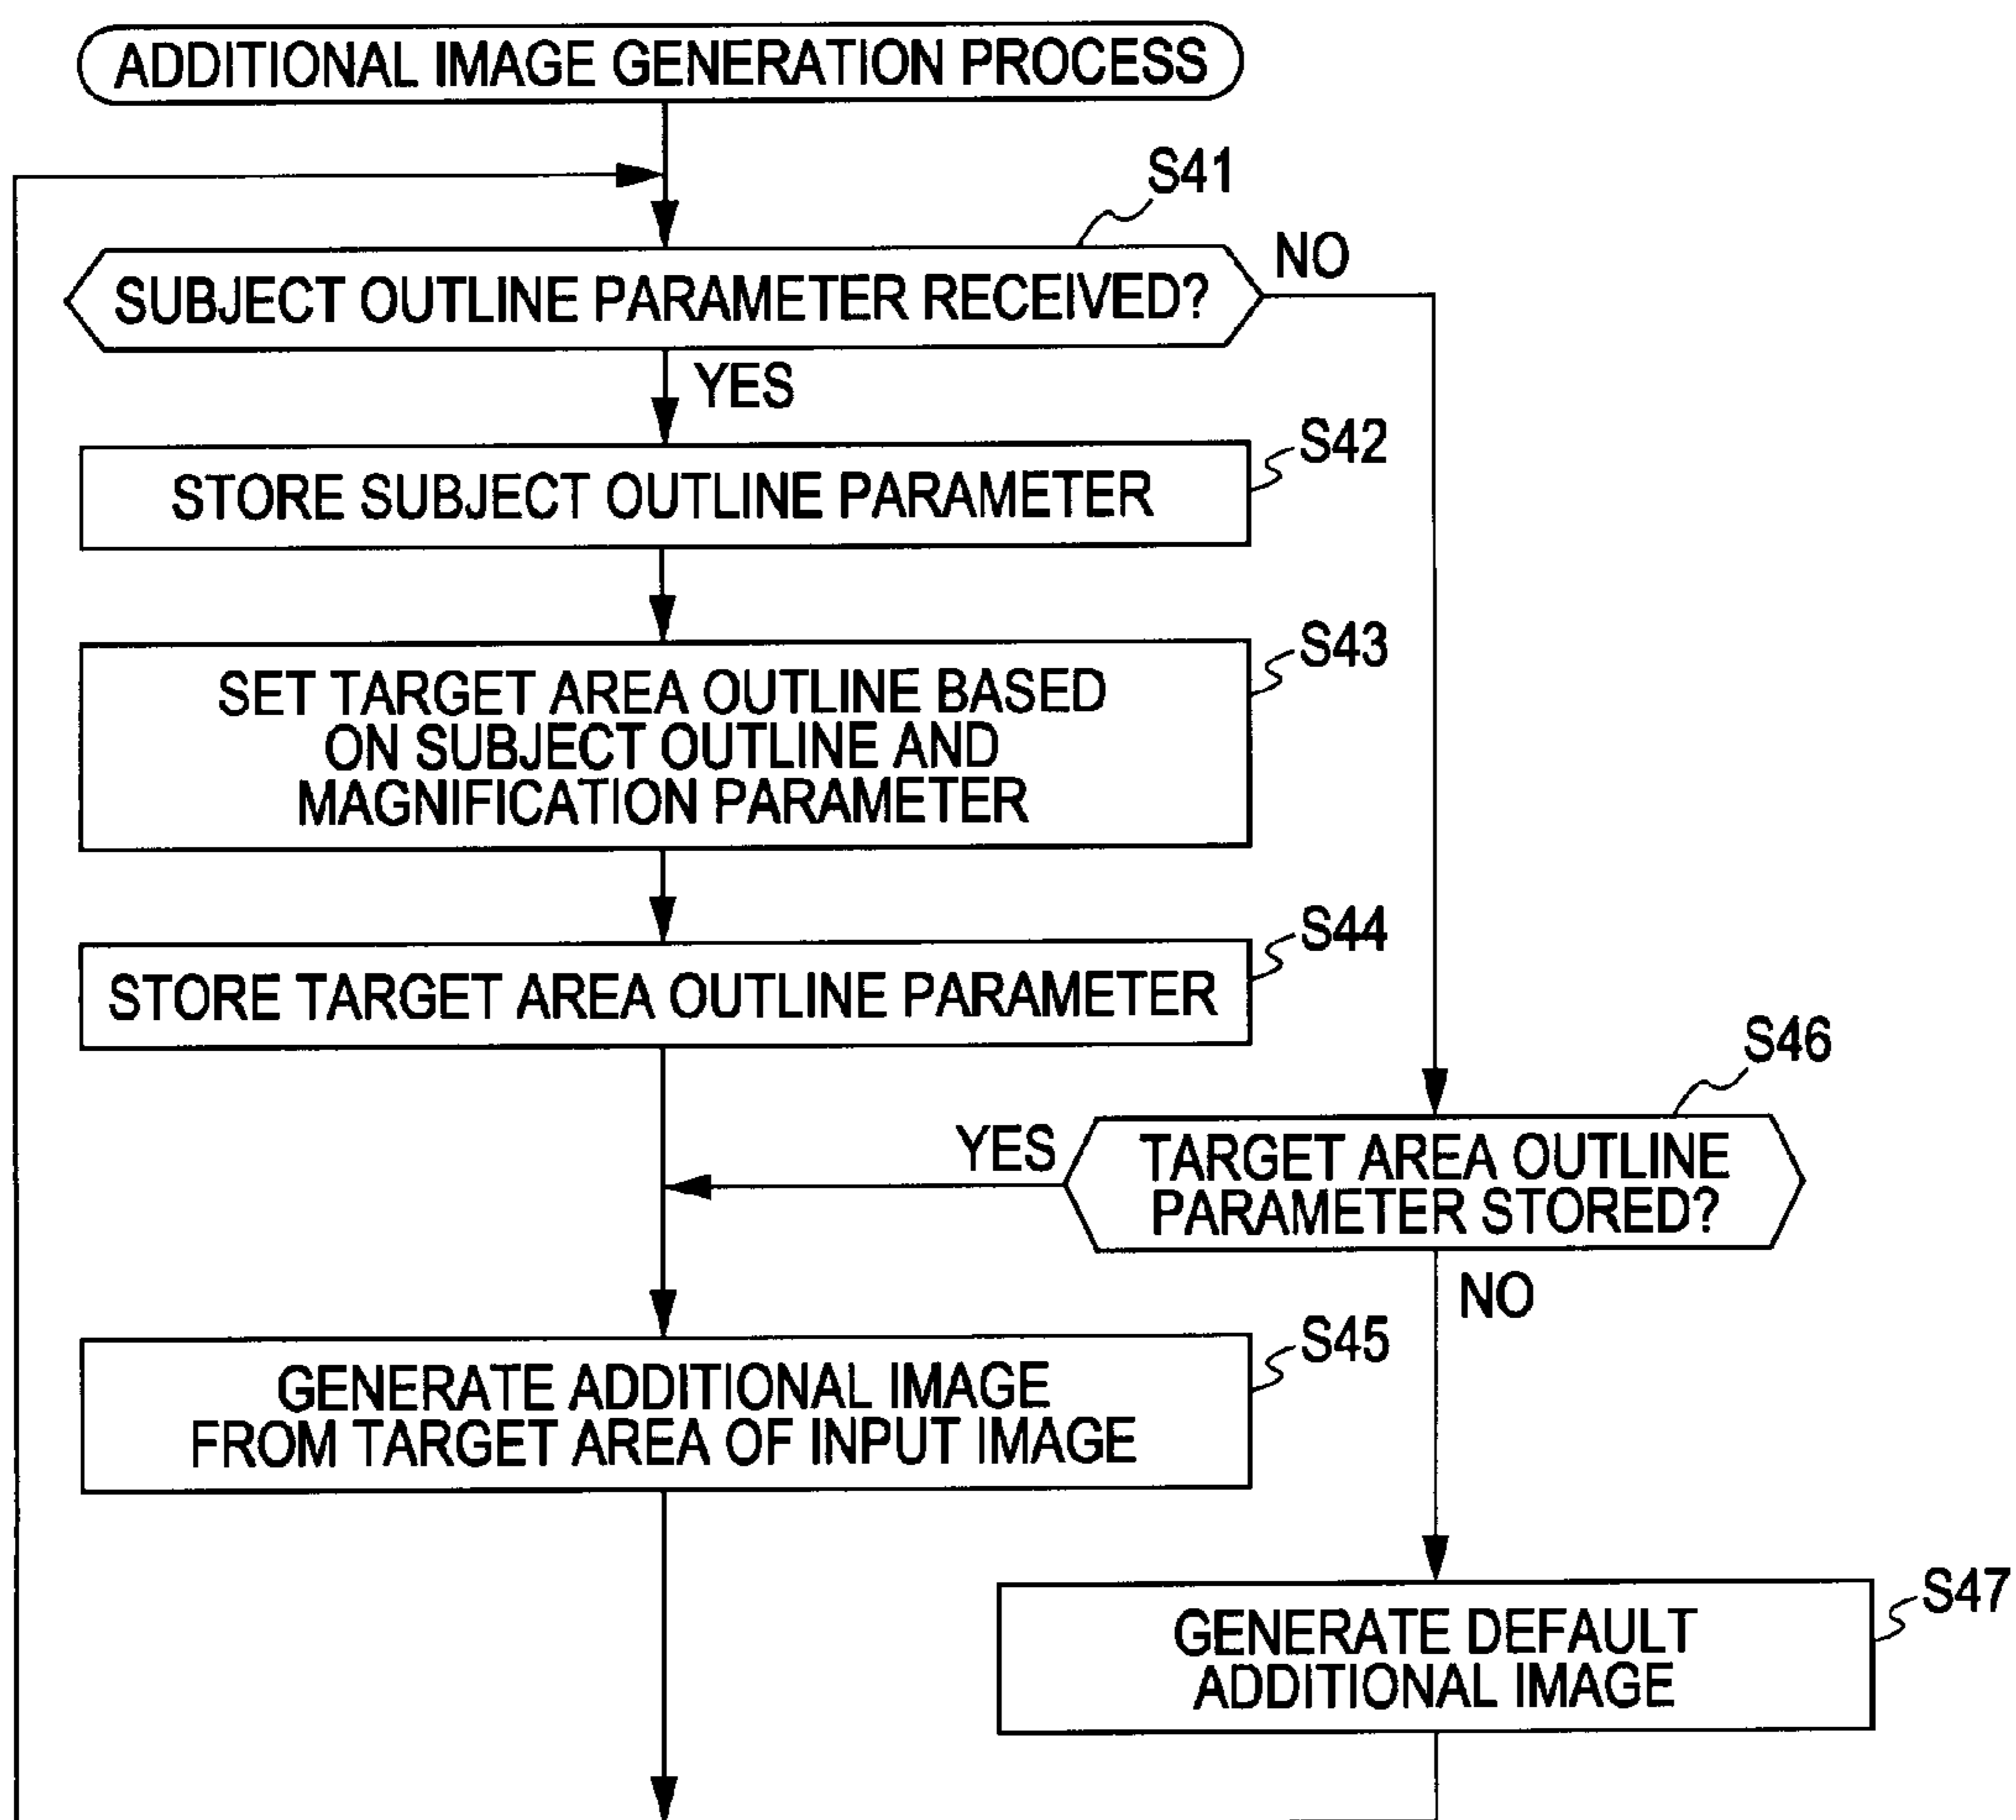 ADDITIONAL IMAGE GENERATION PROCESS
S41
SUBJECT OUTLINE PARAMETER RECEIVED?
NO
YES
S42
STORE SUBJECT OUTLINE PARAMETER
S43
SET TARGET AREA OUTLINE BASED
ON SUBJECT OUTLINE AND
MAGNIFICATION PARAMETER
S44
STORE TARGET AREA OUTLINE PARAMETER
S46
YES
TARGET AREA OUTLINE
PARAMETER STORED?
NO
S45
GENERATE ADDITIONAL IMAGE
FROM TARGET AREA OF INPUT IMAGE
S47
GENERATE DEFAULT
ADDITIONAL IMAGE